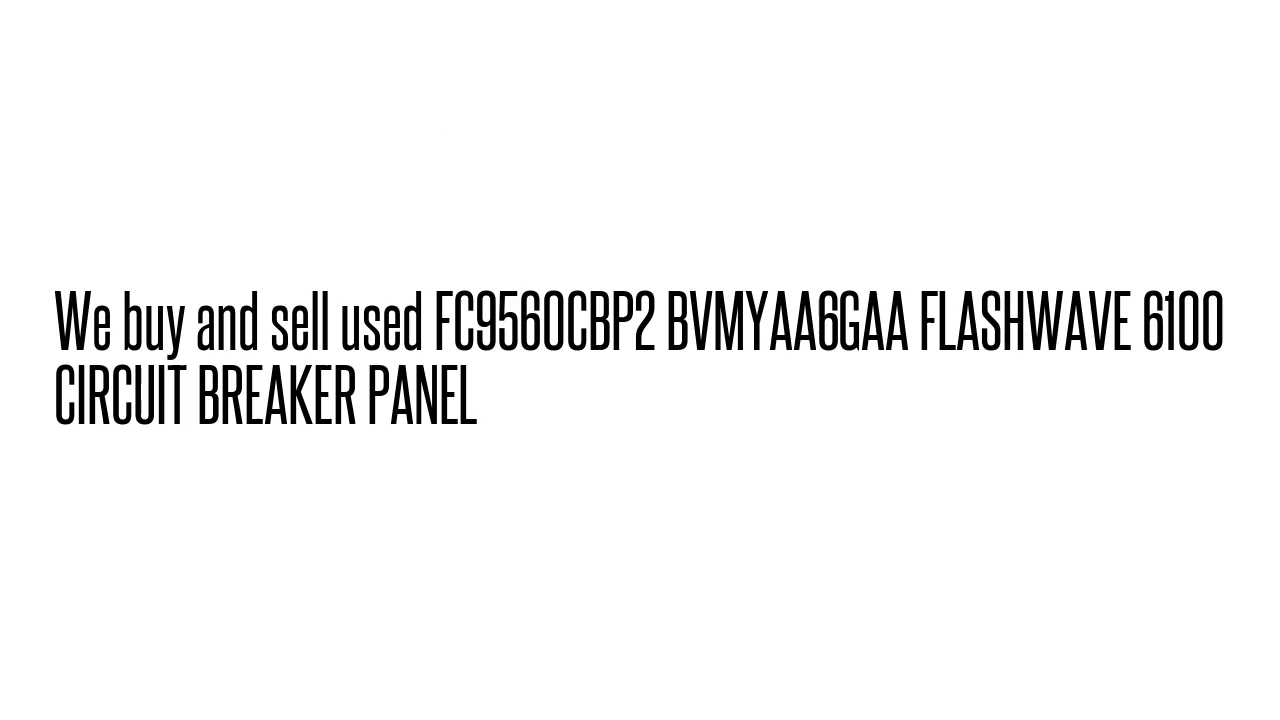 We buy and sell used FC9560CBP2 BVMYAA6GAA FLASHWAVE 6100
CIRCUIT BREAKER PANEL